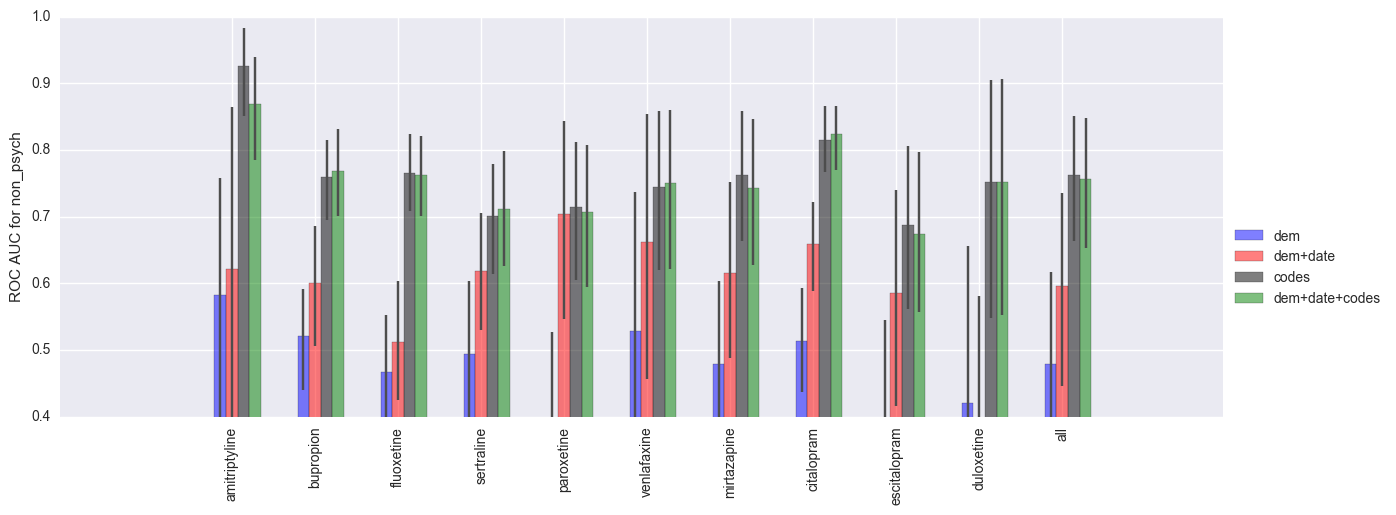 ROC AUC for non_psych
1.0
0.9
0.8
0.7
0.6
0.5
0.4
amitriptyline
bupropion
fluoxetine
sertraline
paroxetine
venlafaxine
mirtazapine
citalopram
escitalopram
duloxetine
all
dem
dem+date
codes
dem+date+codes